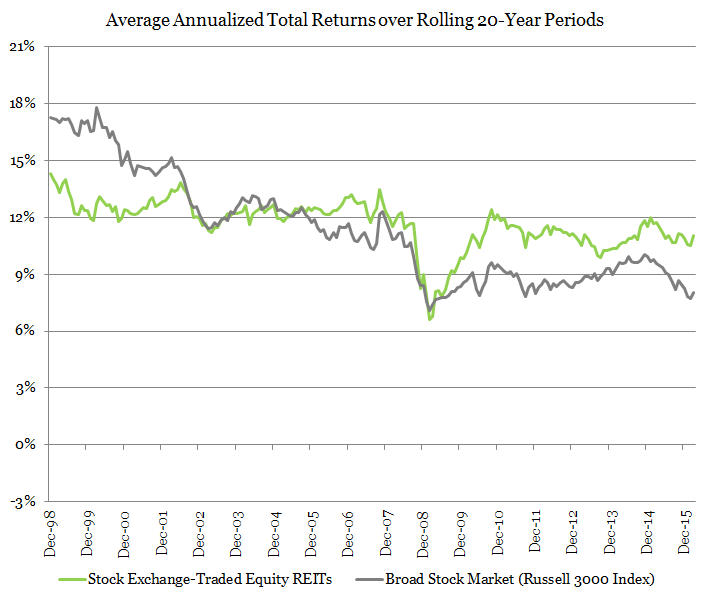 Average Annualized Total Returns over Rolling 20-Year Periods
21%
18%
15%
12%
9%
6%
3%
0%
-3%
Dec-98
Dec-99
Dec-00
Dec-01
Dec-02
Dec-03
Dec-04
Dec-05
Dec-06
Dec-07
Dec-08
Dec-09
Dec-10
Dec-11
Dec-12
Dec-13
Dec-14
Dec-15
Stock Exchange-Traded Equity REITs
Broad Stock Market (Russell 3000 Index)